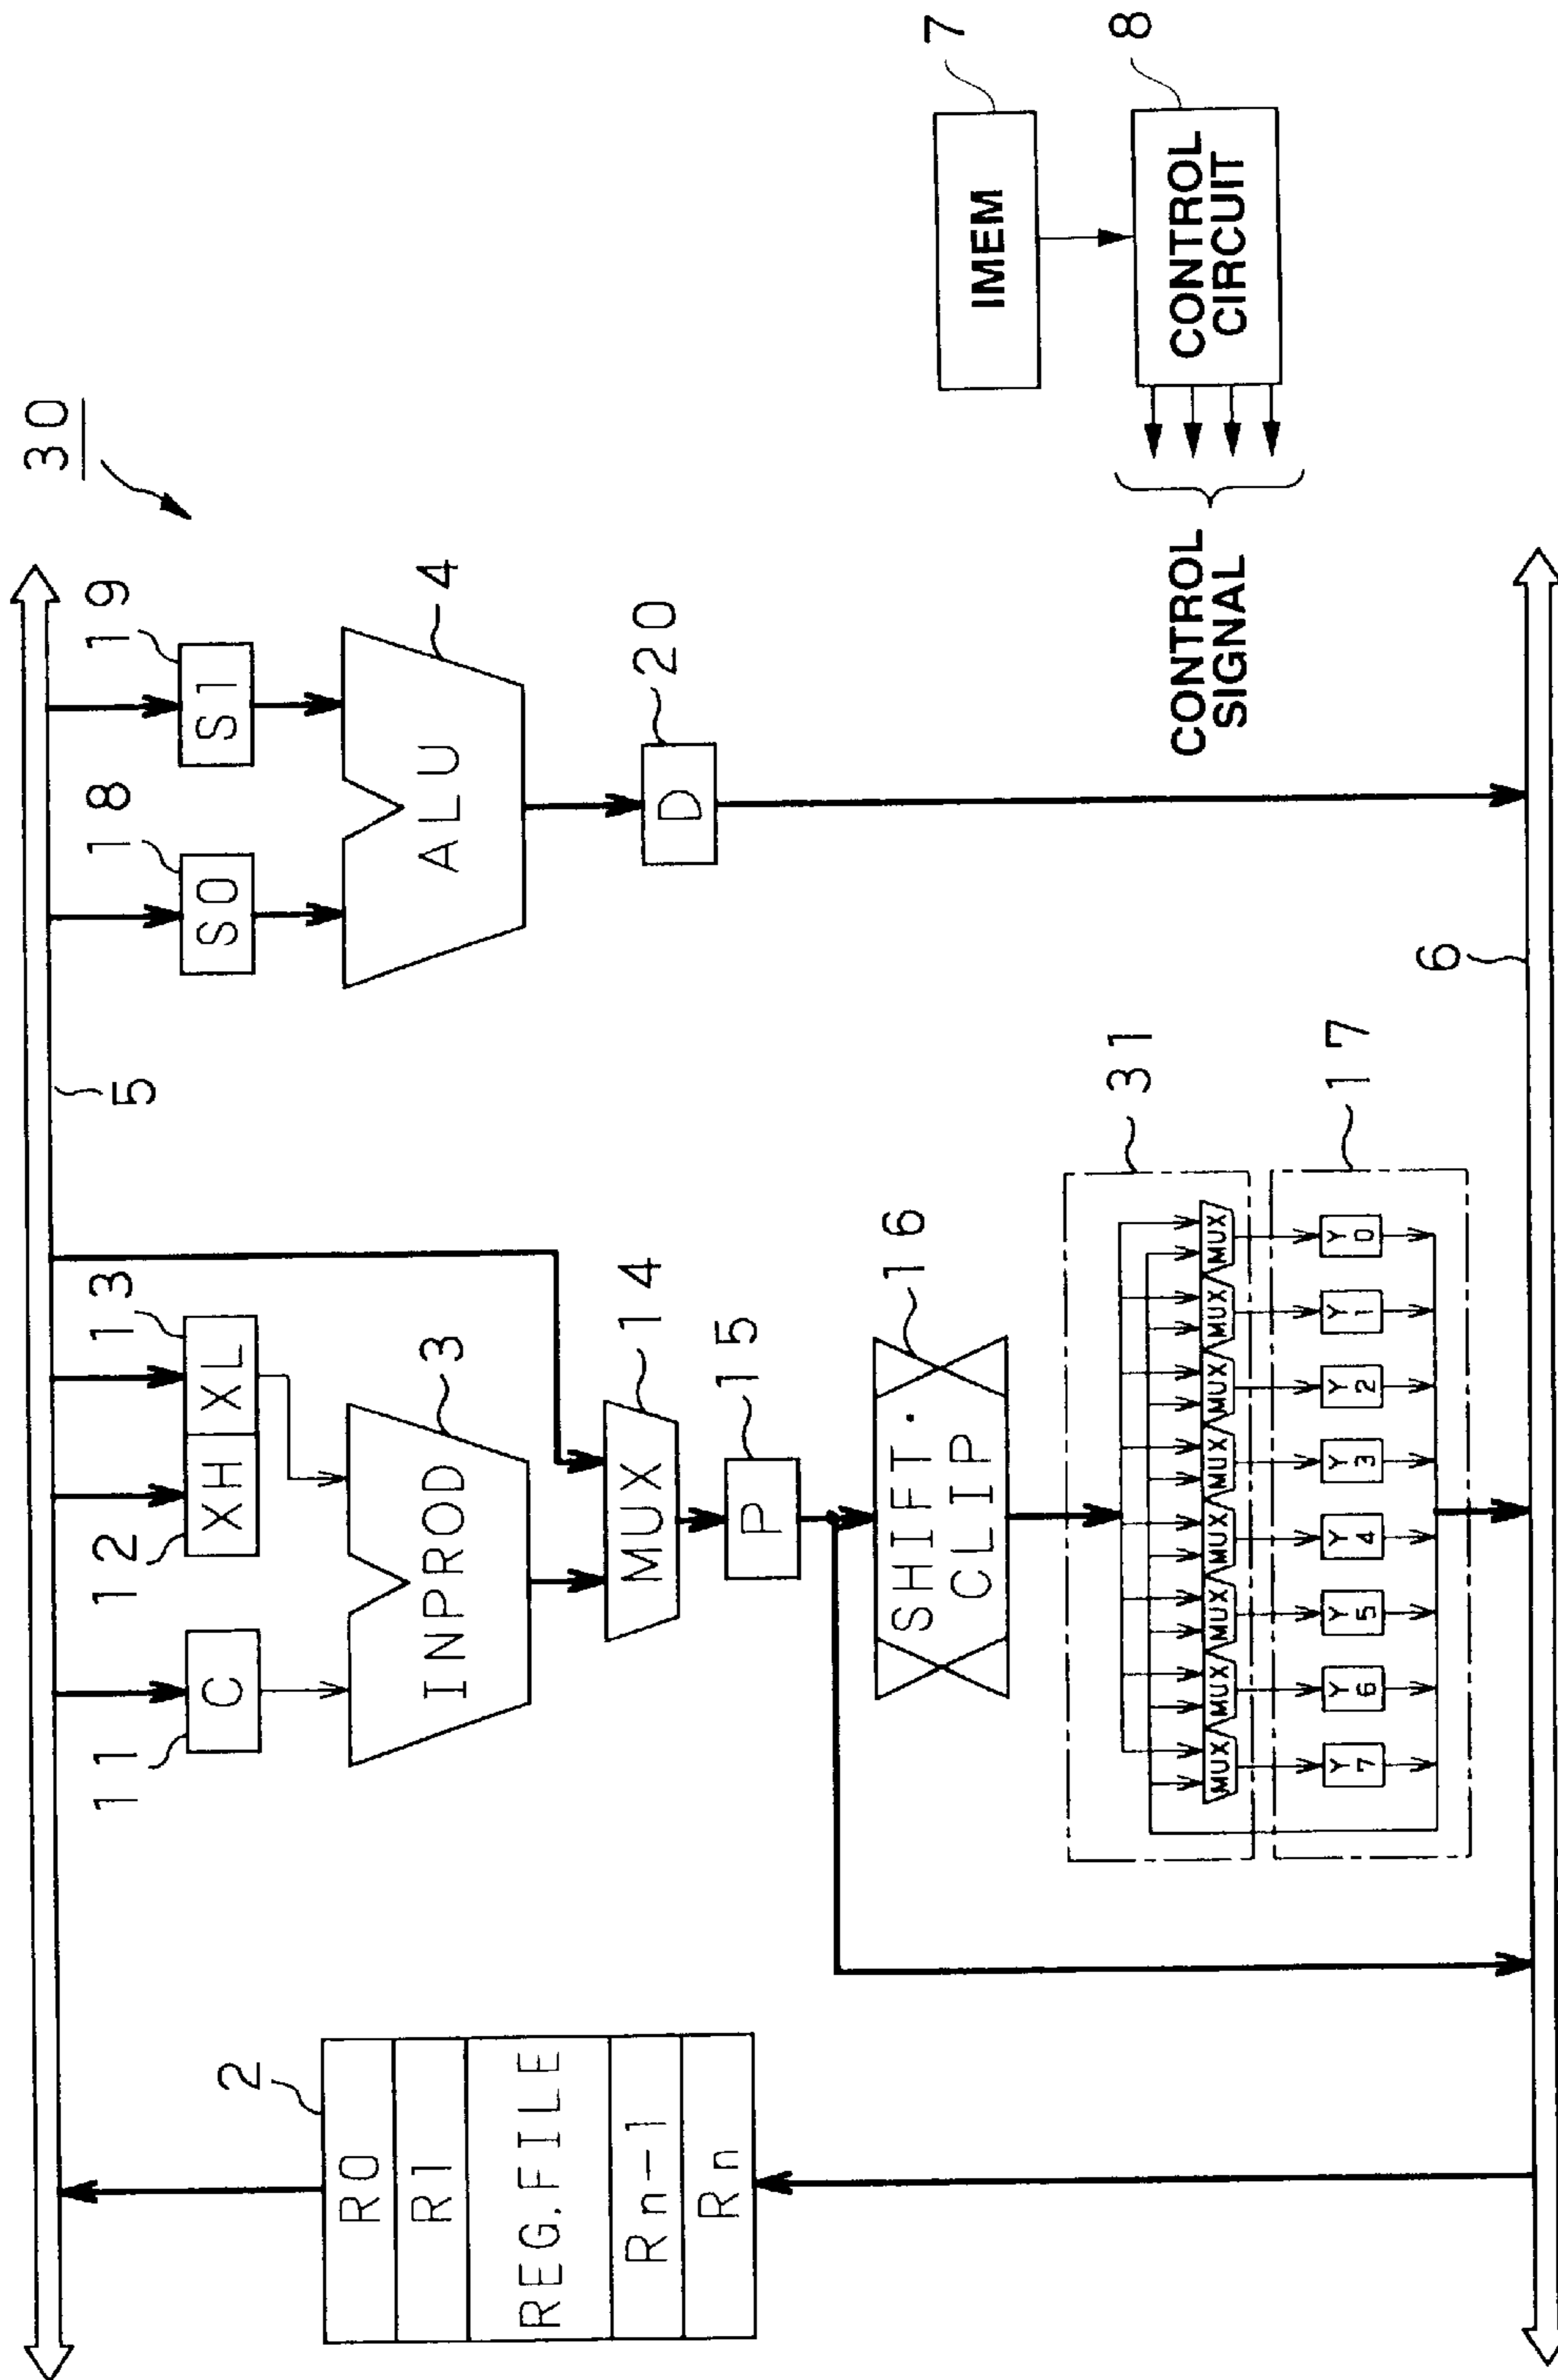 30
5
11
12
13
18
19
C
XH
XL
S0
S1
2
R0
R1
REG.FILE
Rn-1
Rn
INPROD
3
ALU
4
MUX
14
P
15
D
20
SHIFT·
CLIP
16
31
MUX
MUX
MUX
MUX
MUX
MUX
MUX
MUX
17
Y7
Y6
Y5
Y4
Y3
Y2
Y1
Y0
6
IMEM
7
CONTROL
CIRCUIT
8
CONTROL
SIGNAL